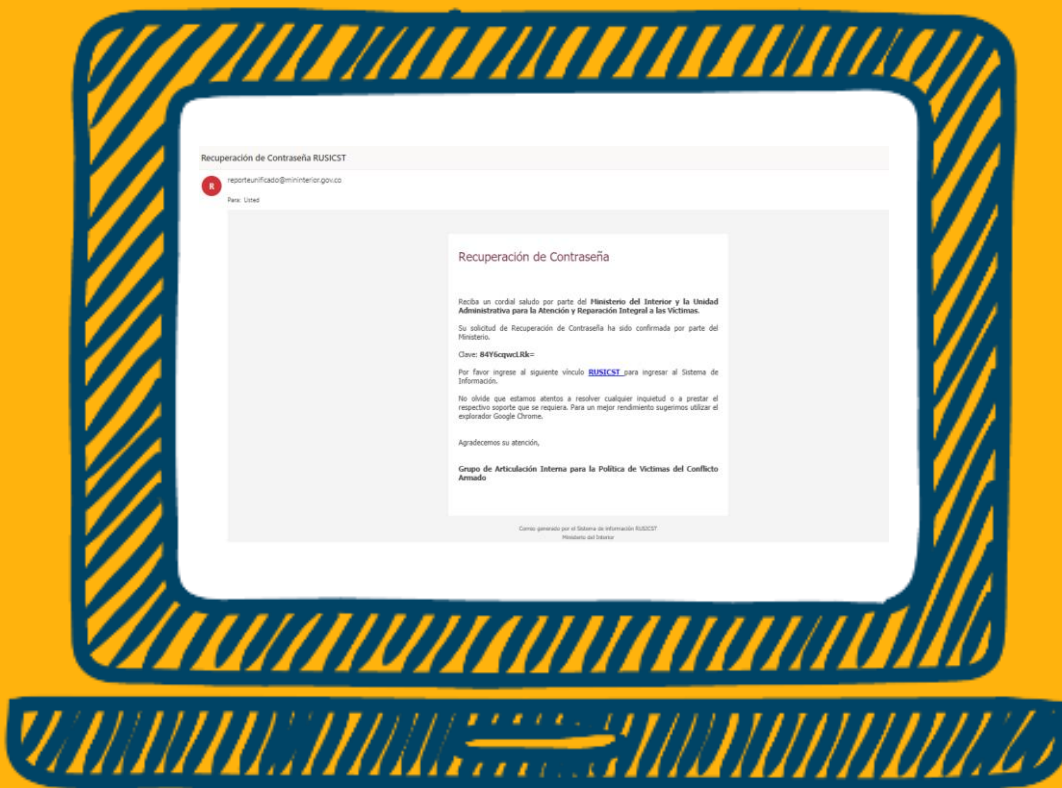 Recuperación de Contraseña RUSICST
R
reporteunificado@mininterior.gov.co
Para: Usted
Recuperación de Contraseña
Reciba un cordial saludo por parte del Ministerio del Interior y la Unidad
Administrativa para la Atención y Reparación Integral a las Víctimas.
Su solicitud de Recuperación de Contraseña ha sido confirmada por parte del
Ministerio.
Clave: 84Y6cqwcLRk=
Por favor ingrese al siguiente vínculo RUSICST para ingresar al Sistema de
Información.
No olvide que estamos atentos a resolver cualquier inquietud o a prestar el
respectivo soporte que se requiera. Para un mejor rendimiento sugerimos utilizar el
explorador Google Chrome.
Agradecemos su atención,
Grupo de Articulación Interna para la Política de Víctimas del Conflicto
Armado
Correo generado por el Sistema de Información RUSICST
Ministerio del Interior